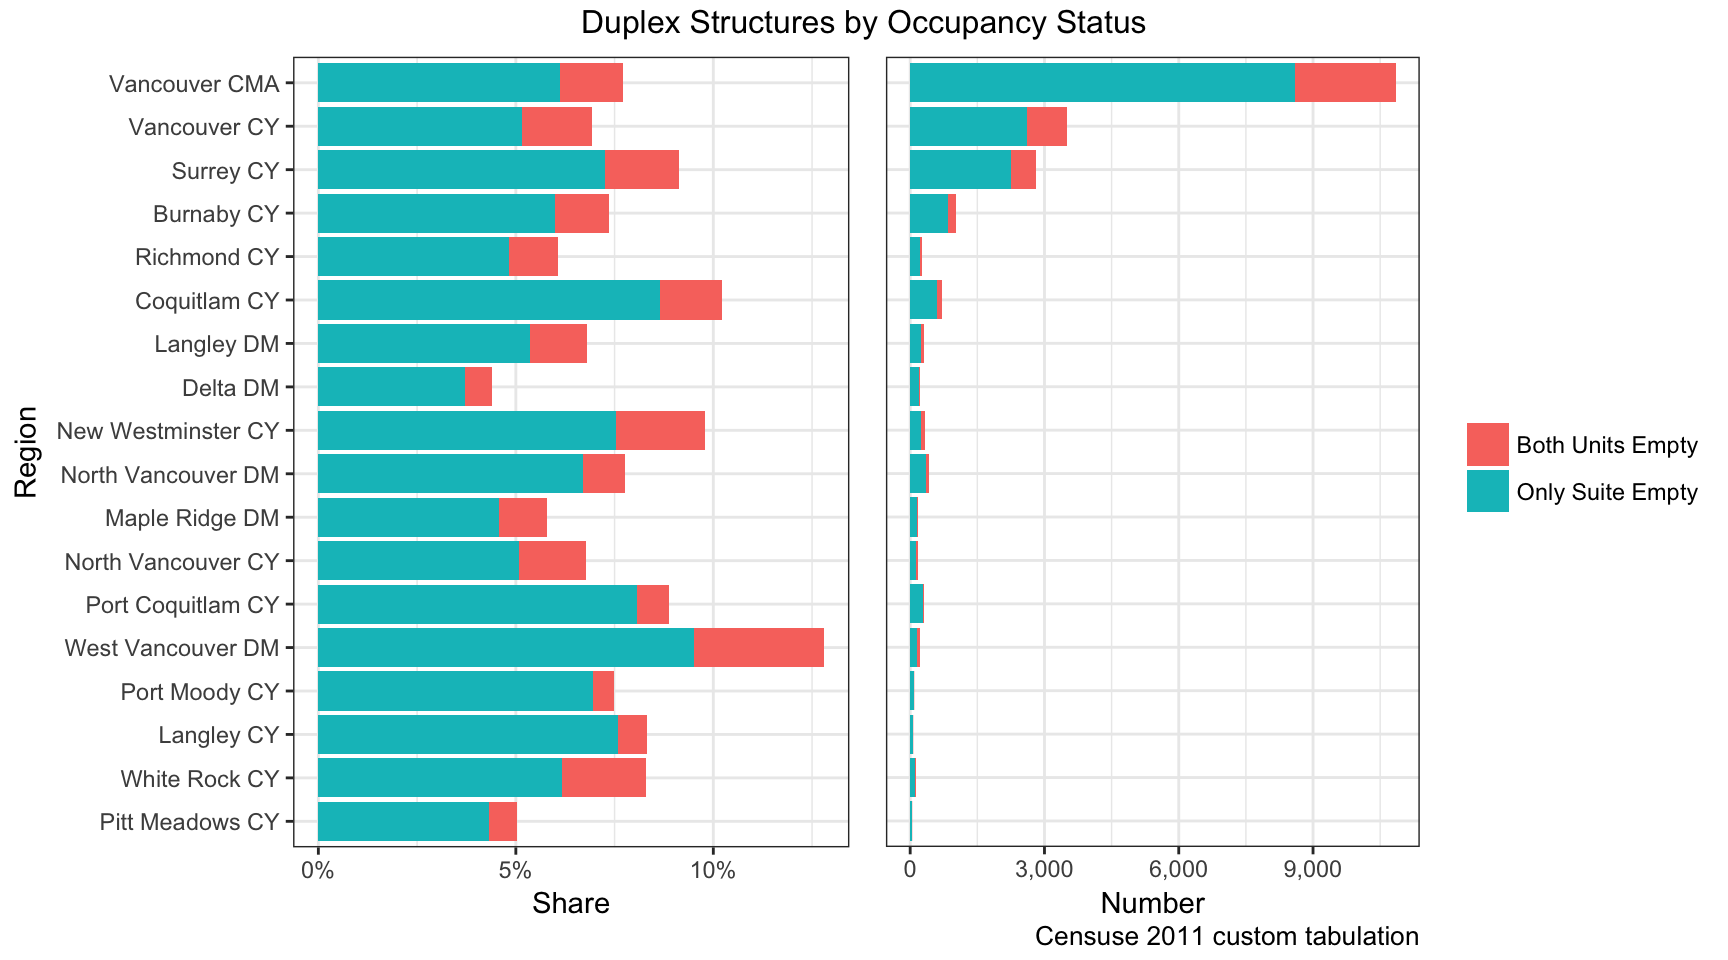 Duplex Structures by Occupancy Status
Region
Vancouver CMA
Vancouver CY
Surrey CY
Burnaby CY
Richmond CY
Coquitlam CY
Langley DM
Delta DM
New Westminster CY
North Vancouver DM
Maple Ridge DM
North Vancouver CY
Port Coquitlam CY
West Vancouver DM
Port Moody CY
Langley CY
White Rock CY
Pitt Meadows CY
0% 5% 10%
Share
0 3,000 6,000 9,000
Number
Both Units Empty
Only Suite Empty
Censuse 2011 custom tabulation